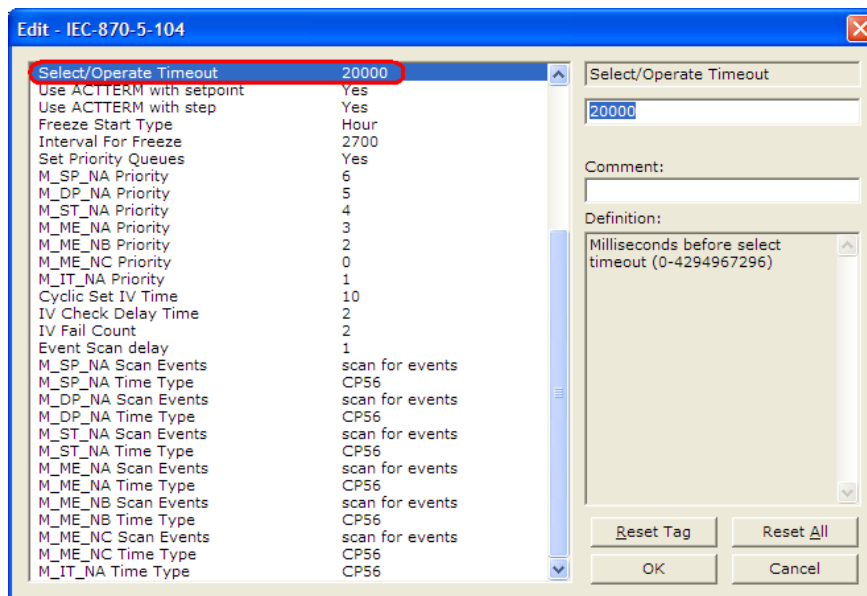 Edit - IEC-870-5-104
Select/Operate Timeout 20000
Use ACTTERM with setpoint Yes
Use ACTTERM with step Yes
Freeze Start Type Hour
Interval For Freeze 2700
Set Priority Queues Yes
M_SP_NA Priority 6
M_DP_NA Priority 5
M_ST_NA Priority 4
M_ME_NA Priority 3
M_ME_NB Priority 2
M_ME_NC Priority 0
M_IT_NA Priority 1
Cyclic Set IV Time 10
IV Check Delay Time 2
IV Fail Count 2
Event Scan delay 1
M_SP_NA Scan Events scan for events
M_SP_NA Time Type CP56
M_DP_NA Scan Events scan for events
M_DP_NA Time Type CP56
M_ST_NA Scan Events scan for events
M_ST_NA Time Type CP56
M_ME_NA Scan Events scan for events
M_ME_NA Time Type CP56
M_ME_NB Scan Events scan for events
M_ME_NB Time Type CP56
M_ME_NC Scan Events scan for events
M_ME_NC Time Type CP56
M_IT_NA Time Type CP56
Select/Operate Timeout
20000
Comment:
Definition:
Milliseconds before select
timeout (0-4294967296)
Reset Tag
Reset All
OK
Cancel